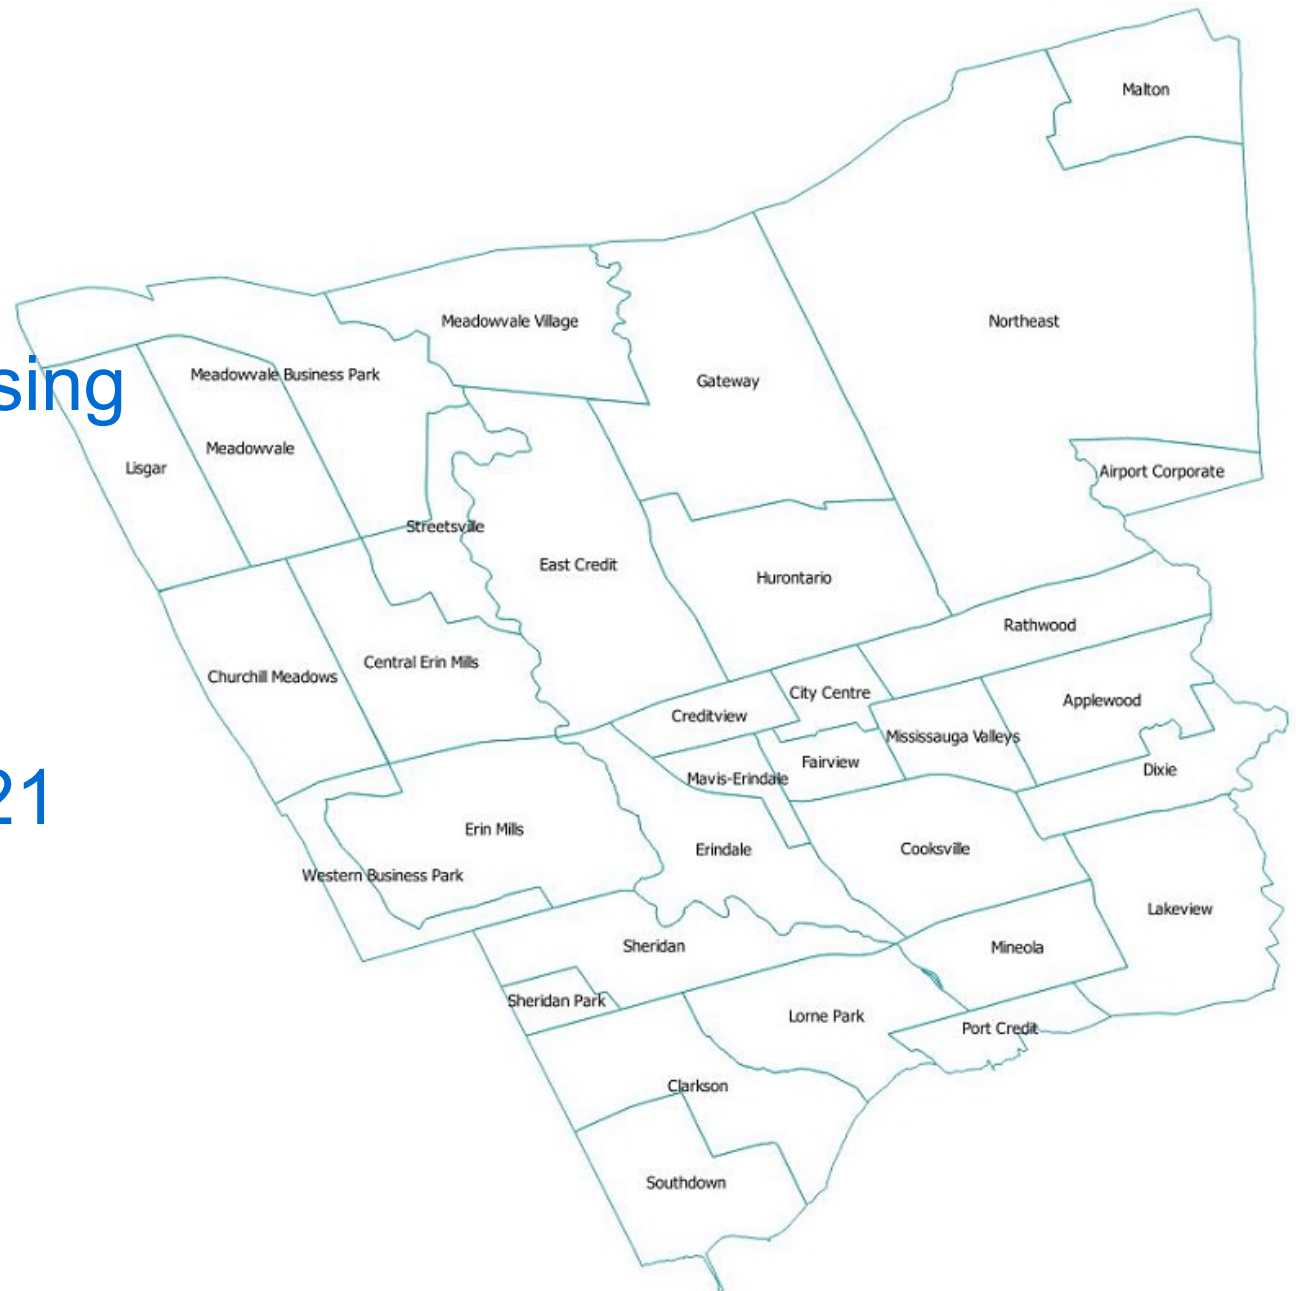 Malton
Meadowvale Village
Northeast
sing
Meadowvale Business Park
Gateway
Meadowvale
Lisgar
Airport Corporate
Streetsville
East Credit
Hurontario
Rathwood
Central Erin Mills
Churchill Meadows
City Centre
Applewood
Creditview
Mississauga Valleys
Fairview
Mavis-Erindale
Dixie
21
Erin Mills
Erindale
Cooksville
Western Business Park
Lakeview
Sheridan
Mineola
Sheridan Park
Lorne Park
Port Credit
Clarkson
Southdown